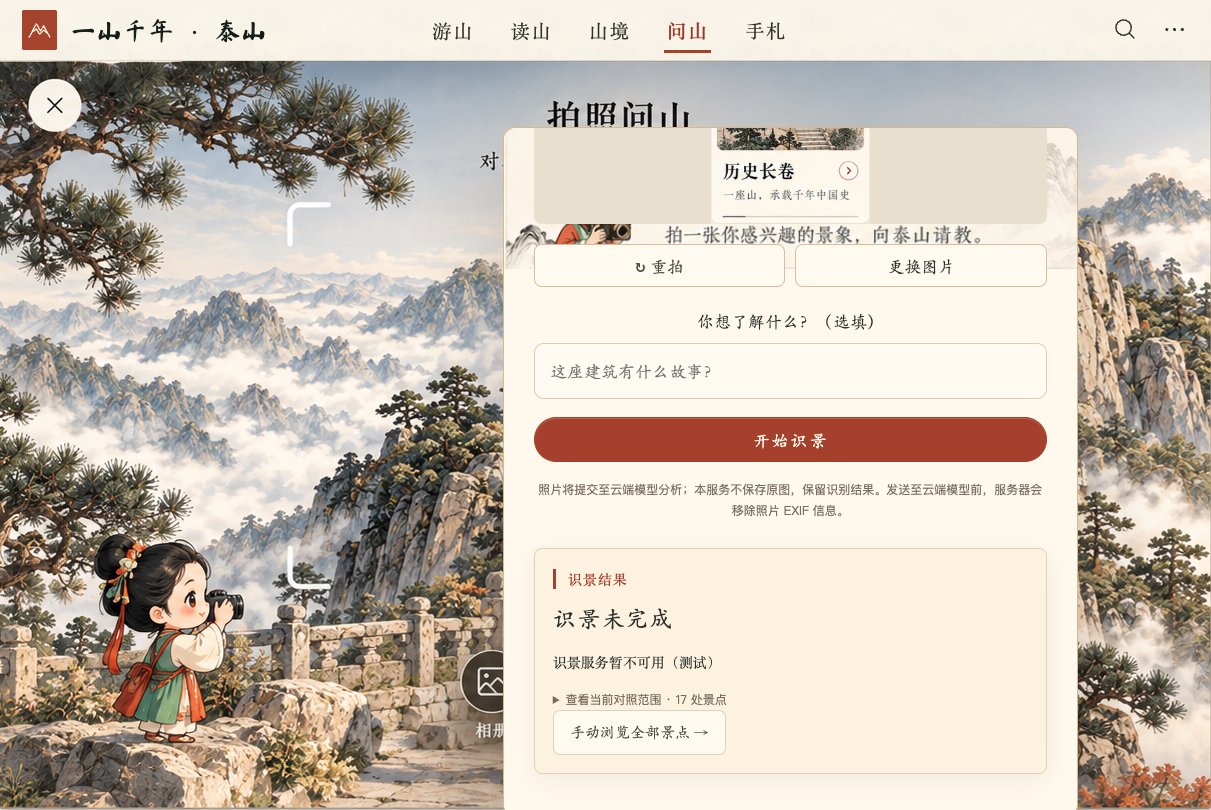 一山千年 · 泰山
游山 读山 山境 问山 手札
拍照问山
对
历史长卷
一座山，承载千年中国史
拍一张你感兴趣的景象，向泰山请教。
↻ 重拍
更换图片
你想了解什么？（选填）
这座建筑有什么故事？
开始识景
照片将提交至云端模型分析；本服务不保存原图，保留识别结果。发送至云端模型前，服务器会
移除照片 EXIF 信息。
识景结果
识景未完成
识景服务暂不可用（测试）
▶ 查看当前对照范围 · 17 处景点
手动浏览全部景点 →
相册